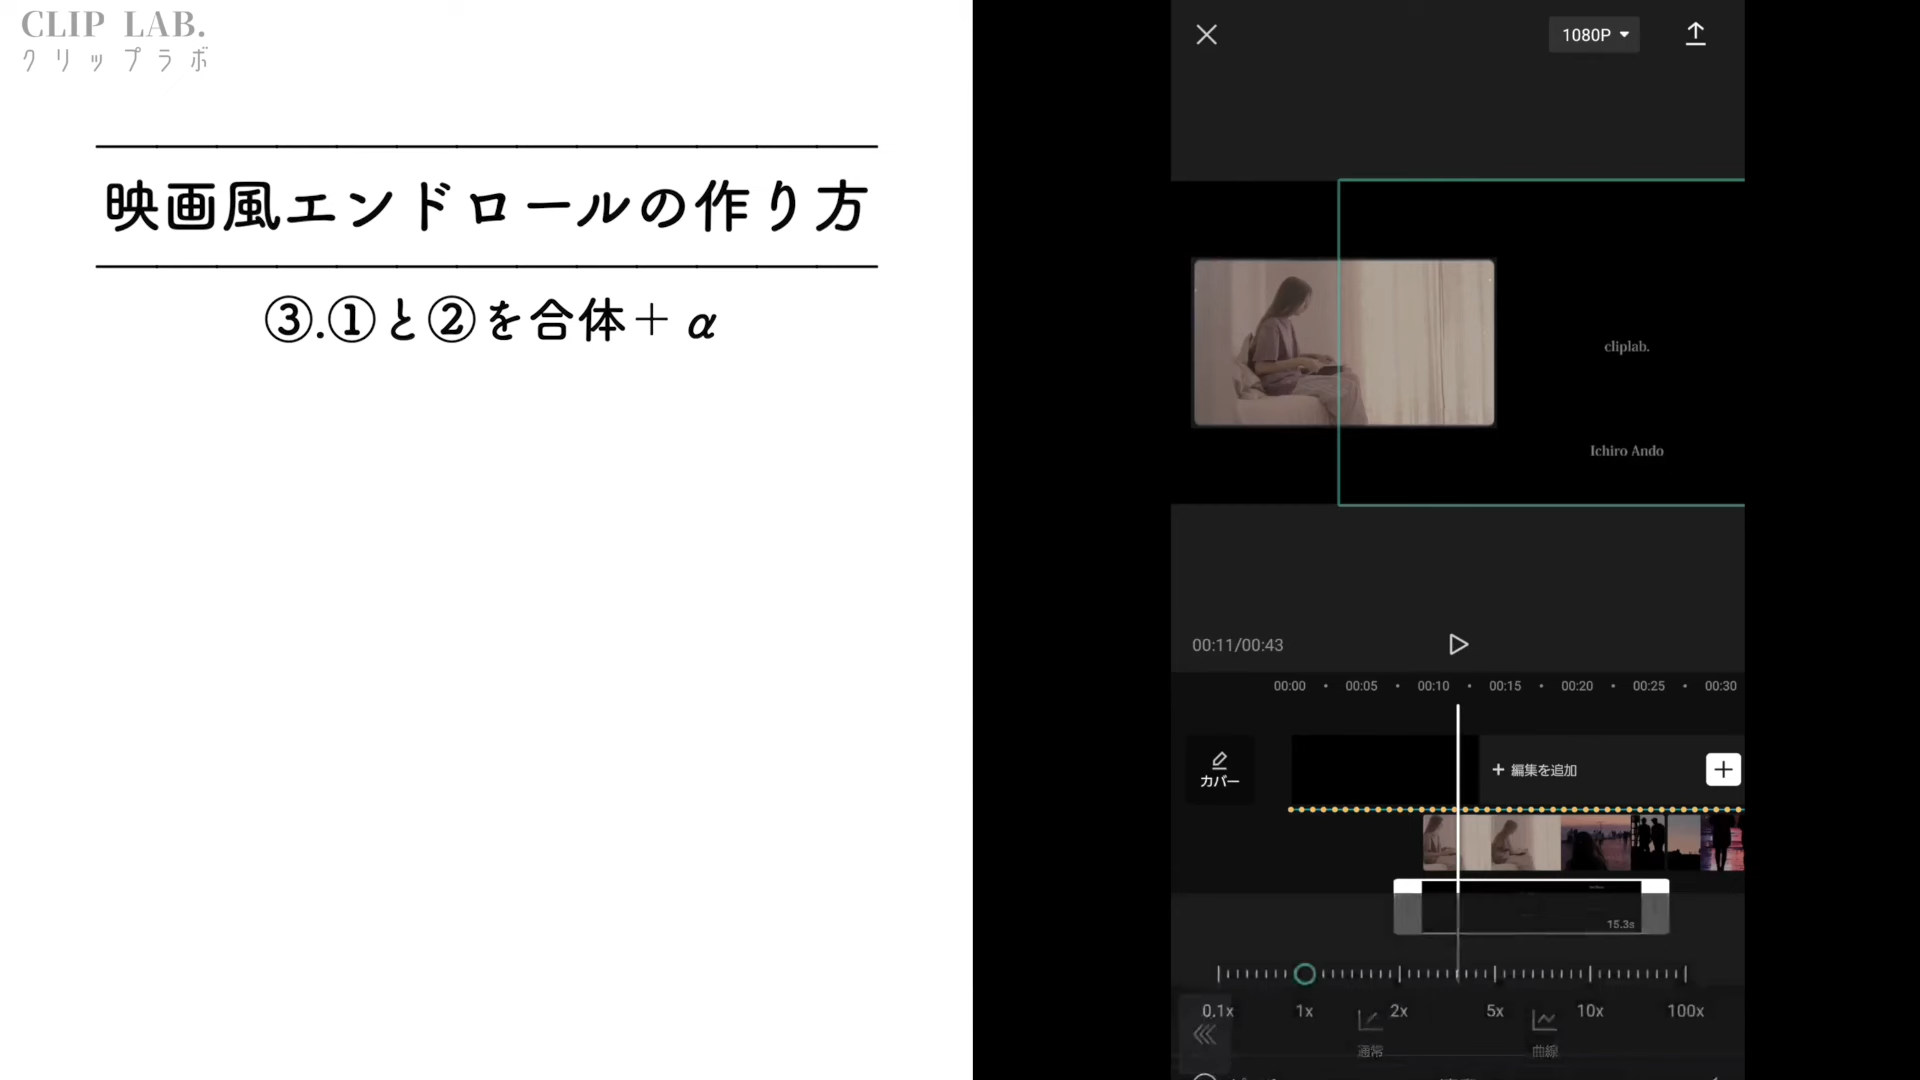 CLIP LAB.
クリップラボ
映画風エンドロールの作り方
③.①と②を合体＋α
1080P
cliplab.
Ichiro Ando
00:11/00:43
00:00 • 00:05 • 00:10 • 00:15 • 00:20 • 00:25 • 00:30
カバー
+ 編集を追加
15.3s
0.1x 1x 2x 5x 10x 100x
通常 曲線